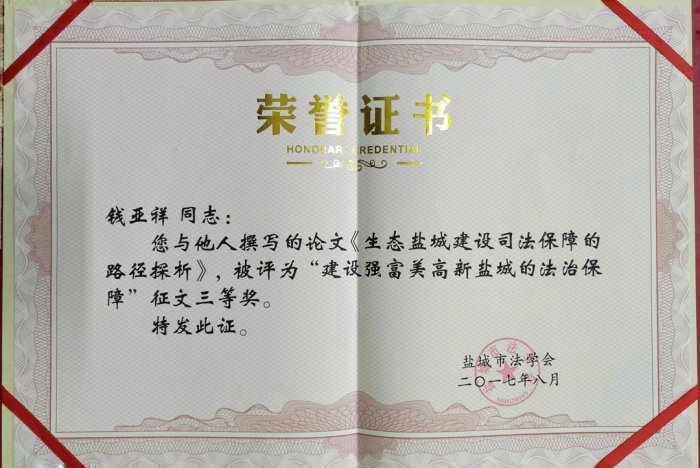 荣誉证书
HONORARY CREDENTIAL
钱亚祥 同志：
您与他人撰写的论文《生态盐城建设司法保障的
路径探析》，被评为“建设强富美高新盐城的法治保
障”征文三等奖。
特发此证。
盐城市法学会
二〇一七年八月